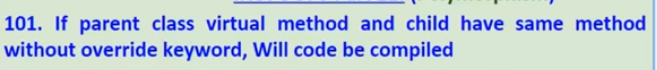 101. If parent class virtual method and child have same method
without override keyword, Will code be compiled